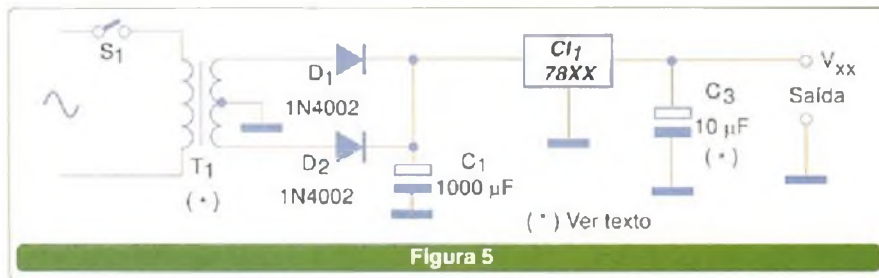 S1
T1
(*)
D1
1N4002
D2
1N4002
C1
1000 µF
CI1
78XX
C3
10 µF
(*)
Vxx
Saída
(*) Ver texto
Figura 5